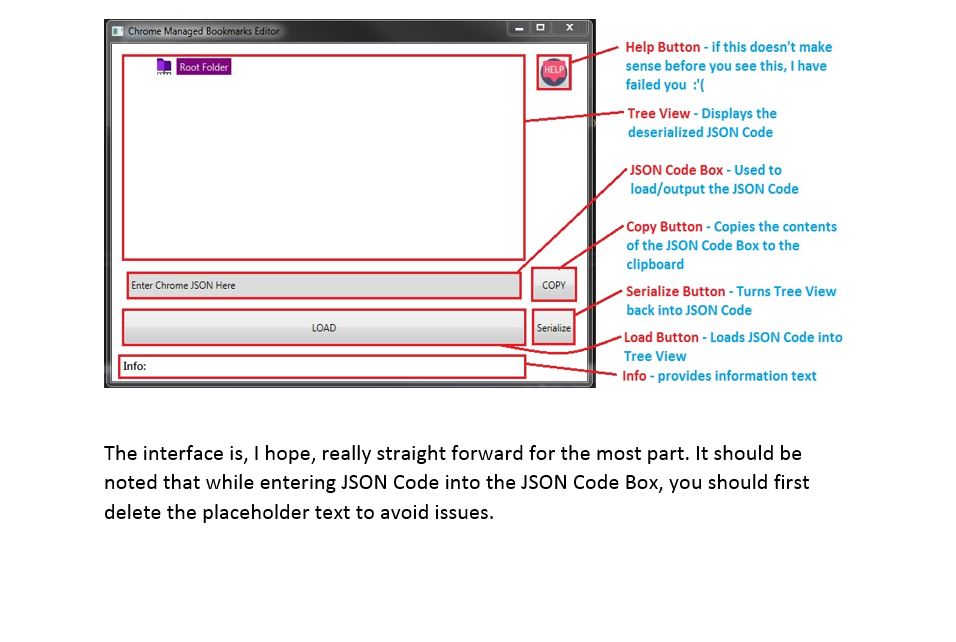 Chrome Managed Bookmarks Editor
Root Folder
HELP
Enter Chrome JSON Here
COPY
LOAD
Serialize
Info:
Help Button - if this doesn't make
sense before you see this, I have
failed you :'(
Tree View - Displays the
deserialized JSON Code
JSON Code Box - Used to
load/output the JSON Code
Copy Button - Copies the contents
of the JSON Code Box to the
clipboard
Serialize Button - Turns Tree View
back into JSON Code
Load Button - Loads JSON Code into
Tree View
Info - provides information text
The interface is, I hope, really straight forward for the most part. It should be
noted that while entering JSON Code into the JSON Code Box, you should first
delete the placeholder text to avoid issues.